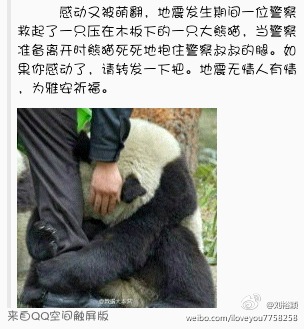 感动又被萌翻，地震发生期间一位警察
救起了一只压在木板下的一只大熊猫，当警察
准备离开时熊猫死死地抱住警察叔叔的腿。如
果你感动了，请转发一下把。地震无情人有情
，为雅安祈福。
来自QQ空间触屏版
@刘裕颖
weibo.com/iloveyou7758258